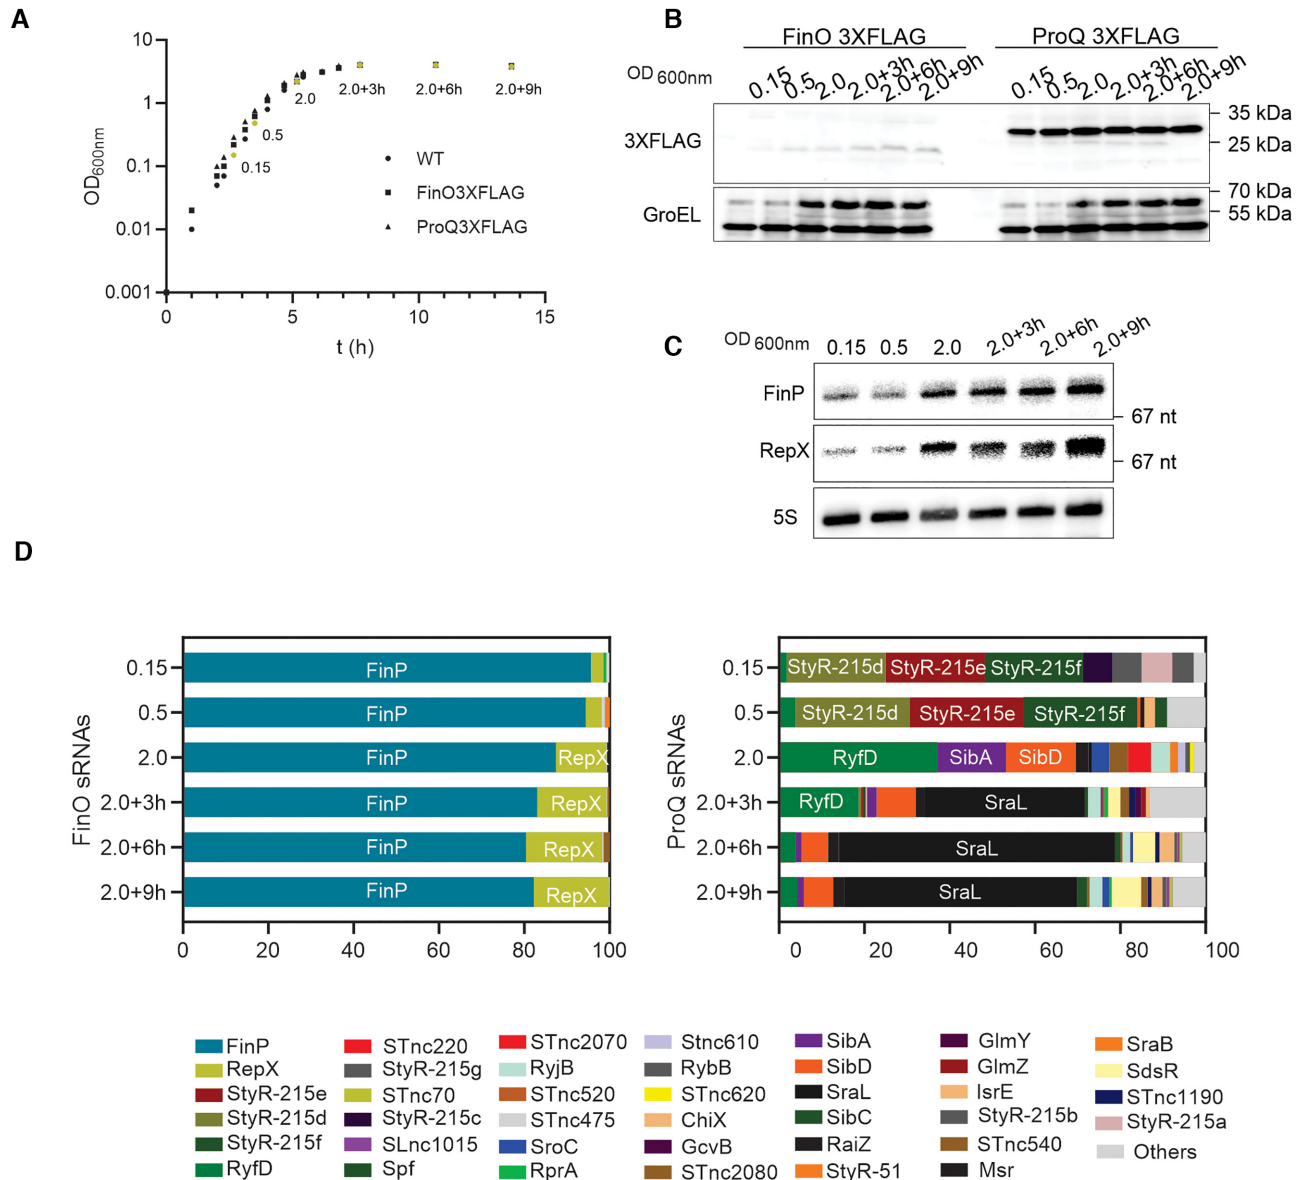 A
10
1
0.1
0.01
0.001
OD600nm
0
5
10
15
t (h)
0.15
0.5
2.0
2.0+3h
2.0+6h
2.0+9h
WT
FinO3XFLAG
ProQ3XFLAG
B
FinO 3XFLAG
ProQ 3XFLAG
OD 600nm
0.15 0.5 2.0 2.0+3h 2.0+6h 2.0+9h
0.15 0.5 2.0 2.0+3h 2.0+6h 2.0+9h
3XFLAG
35 kDa
25 kDa
GroEL
70 kDa
55 kDa
C
OD 600nm
0.15 0.5 2.0 2.0+3h 2.0+6h 2.0+9h
FinP
67 nt
RepX
67 nt
5S
D
FinO sRNAs
0.15 FinP
0.5 FinP
2.0 FinP RepX
2.0+3h FinP RepX
2.0+6h FinP RepX
2.0+9h FinP RepX
0 20 40 60 80 100
ProQ sRNAs
0.15 StyR-215d StyR-215e StyR-215f
0.5 StyR-215d StyR-215e StyR-215f
2.0 RyfD SibA SibD
2.0+3h RyfD SraL
2.0+6h SraL
2.0+9h SraL
0 20 40 60 80 100
FinP
RepX
StyR-215e
StyR-215d
StyR-215f
RyfD
STnc220
StyR-215g
STnc70
StyR-215c
SLnc1015
Spf
STnc2070
RyjB
STnc520
STnc475
SroC
RprA
Stnc610
RybB
STnc620
ChiX
GcvB
STnc2080
SibA
SibD
SraL
SibC
RaiZ
StyR-51
GlmY
GlmZ
IsrE
StyR-215b
STnc540
Msr
SraB
SdsR
STnc1190
StyR-215a
Others